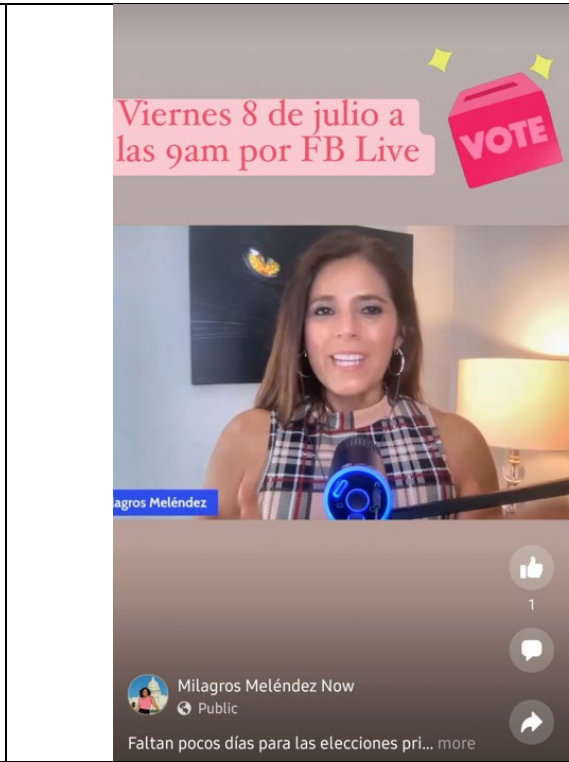 Viernes 8 de julio a
las 9am por FB Live
VOTE
lagros Meléndez
1
Milagros Meléndez Now
Public
Faltan pocos días para las elecciones pri... more